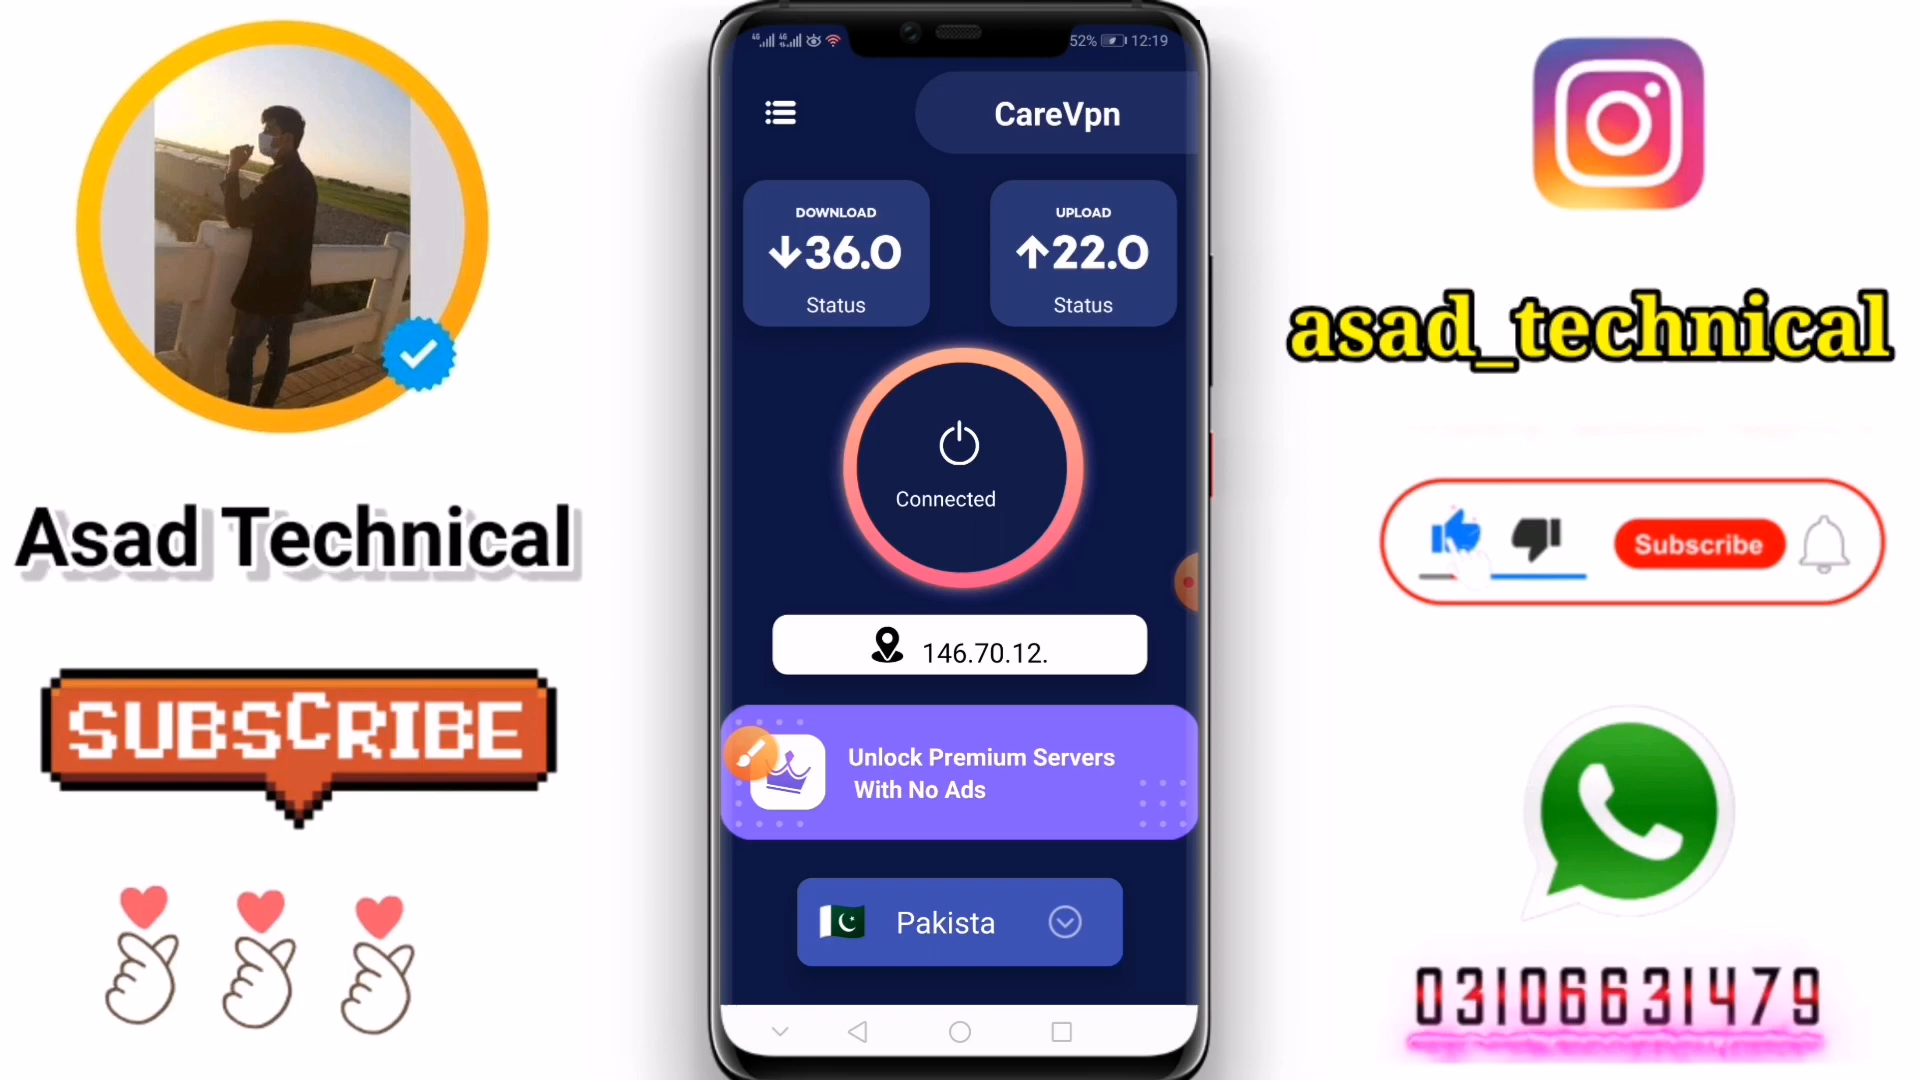 Asad Technical
SUBSCRIBE
52% 12:19
CareVpn
DOWNLOAD
↓36.0
Status
UPLOAD
↑22.0
Status
Connected
146.70.12.
Unlock Premium Servers
With No Ads
Pakista
asad_technical
Subscribe
03106631479